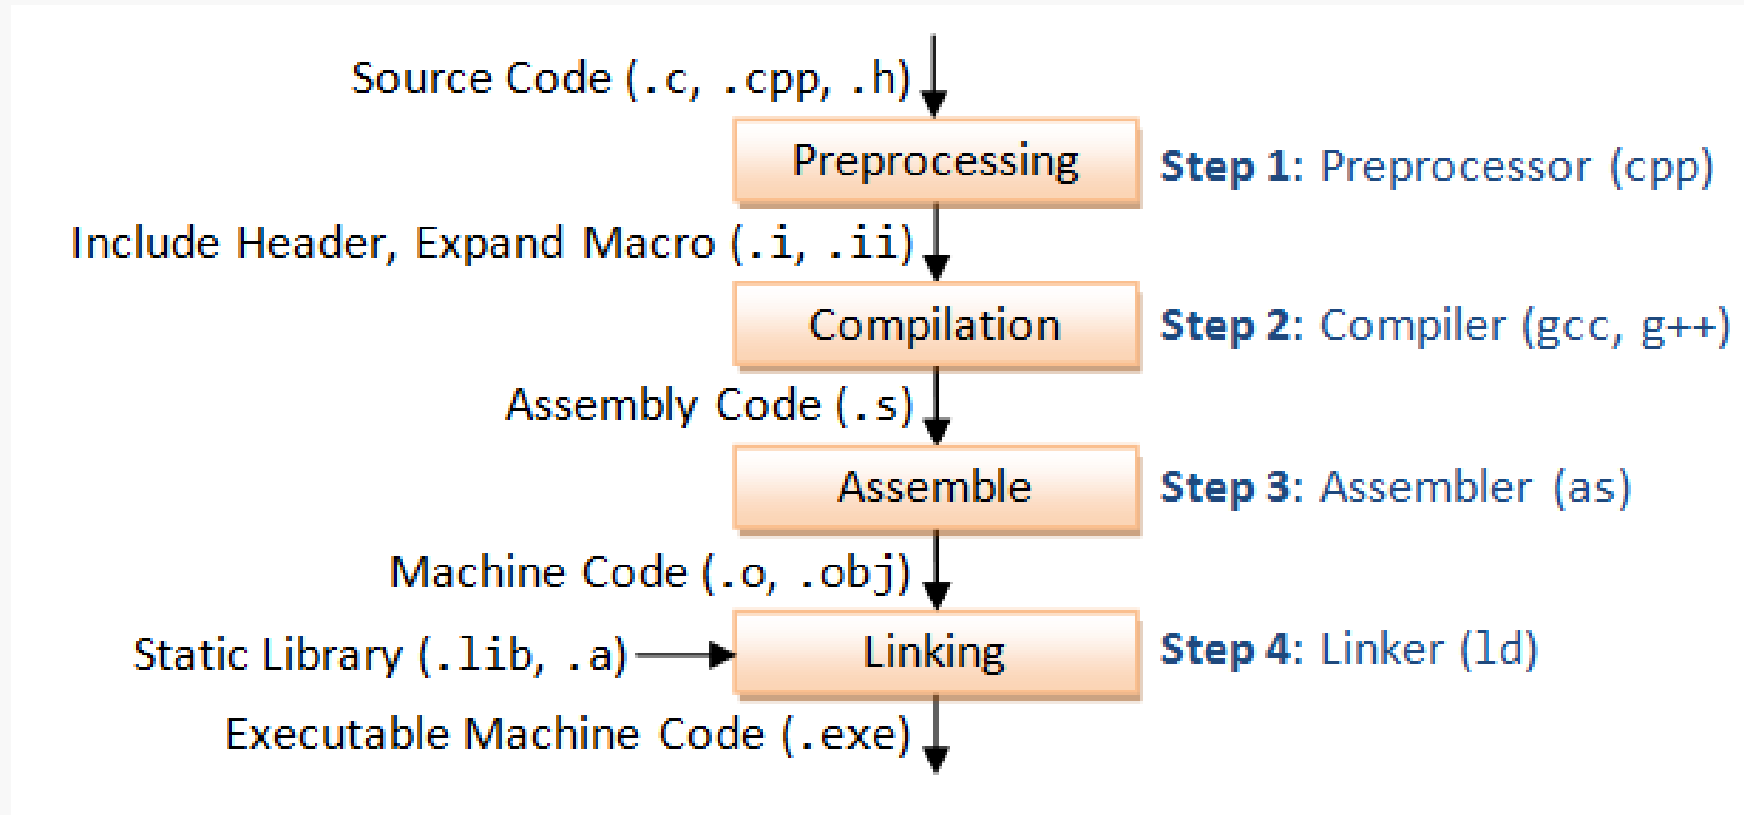 Source Code (.c, .cpp, .h)
Preprocessing
Step 1: Preprocessor (cpp)
Include Header, Expand Macro (.i, .ii)
Compilation
Step 2: Compiler (gcc, g++)
Assembly Code (.s)
Assemble
Step 3: Assembler (as)
Machine Code (.o, .obj)
Static Library (.lib, .a)
Linking
Step 4: Linker (ld)
Executable Machine Code (.exe)